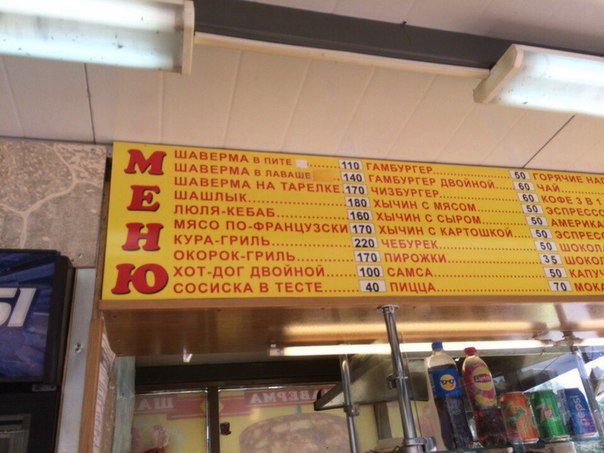 МЕНЮ
ШАВЕРМА В ПИТЕ 110
ШАВЕРМА В ЛАВАШЕ 140
ШАВЕРМА НА ТАРЕЛКЕ 170
ШАШЛЫК 180
ЛЮЛЯ-КЕБАБ 160
МЯСО ПО-ФРАНЦУЗСКИ 170
КУРА-ГРИЛЬ 220
ОКОРОК-ГРИЛЬ 170
ХОТ-ДОГ ДВОЙНОЙ 100
СОСИСКА В ТЕСТЕ 40
ГАМБУРГЕР 50
ГАМБУРГЕР ДВОЙНОЙ 60
ЧИЗБУРГЕР 60
ХЫЧИН С МЯСОМ 50
ХЫЧИН С СЫРОМ 50
ХЫЧИН С КАРТОШКОЙ 50
ЧЕБУРЕК 50
ПИРОЖКИ 35
САМСА 50
ПИЦЦА 70
ГОРЯЧИЕ
ЧАЙ
КОФЕ 3 В 1
ЭСПРЕССО
АМЕРИКА
ЭСПРЕСС
ШОКОЛ
ШОКОЛ
КАПУЧ
МОКА